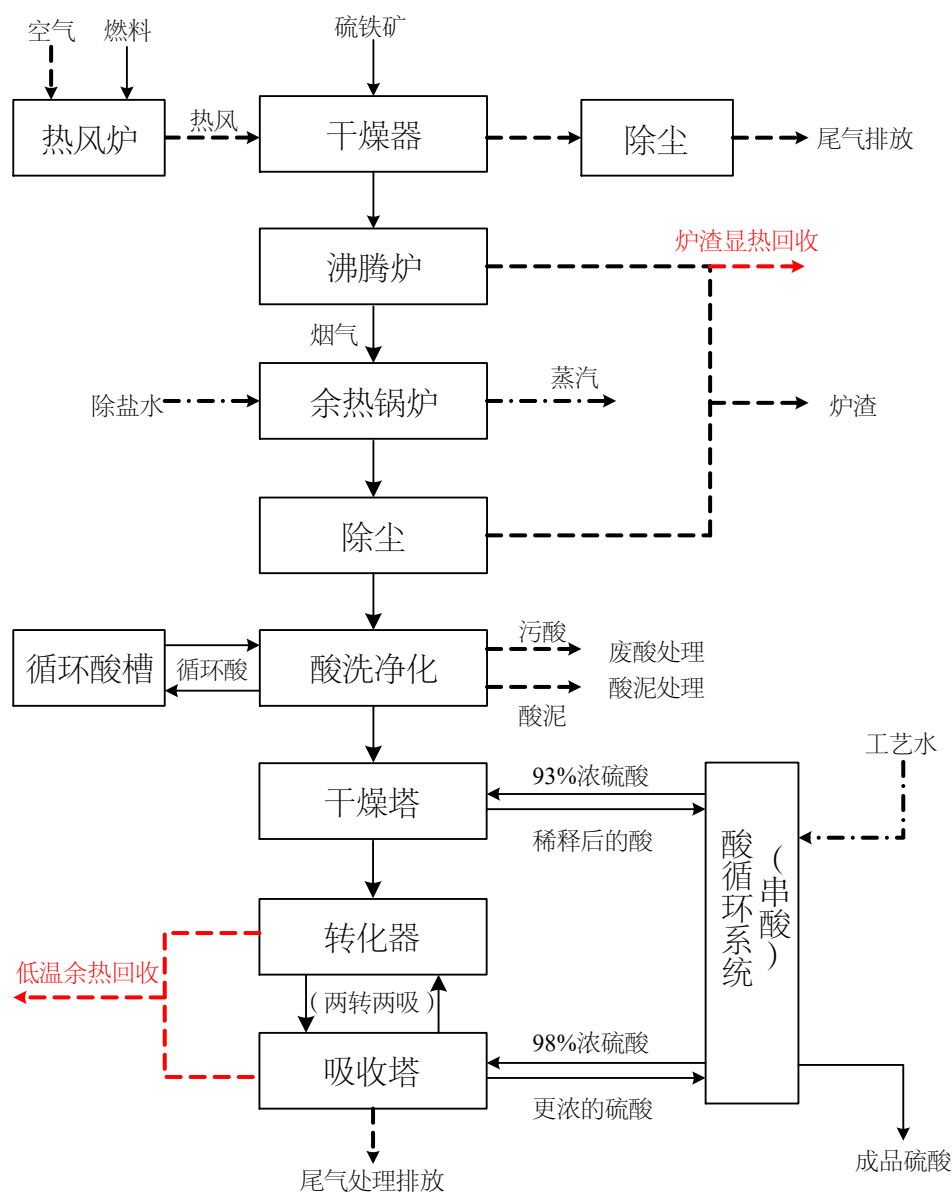 空气
燃料
硫铁矿
热风炉
热风
干燥器
除尘
尾气排放
炉渣显热回收
沸腾炉
烟气
蒸汽
除盐水
余热锅炉
炉渣
除尘
污酸
循环酸槽
循环酸
酸洗净化
废酸处理
酸泥处理
酸泥
工艺水
93%浓硫酸
干燥塔
稀释后的酸
酸循环系统
（串酸）
转化器
低温余热回收
（两转两吸）
98%浓硫酸
吸收塔
更浓的硫酸
成品硫酸
尾气处理排放